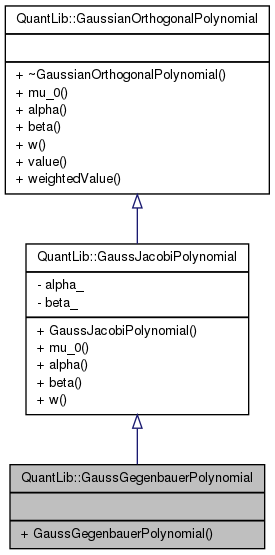 QuantLib::GaussianOrthogonalPolynomial
+ ~GaussianOrthogonalPolynomial()
+ mu_0()
+ alpha()
+ beta()
+ w()
+ value()
+ weightedValue()
QuantLib::GaussJacobiPolynomial
- alpha_
- beta_
+ GaussJacobiPolynomial()
+ mu_0()
+ alpha()
+ beta()
+ w()
QuantLib::GaussGegenbauerPolynomial
+ GaussGegenbauerPolynomial()